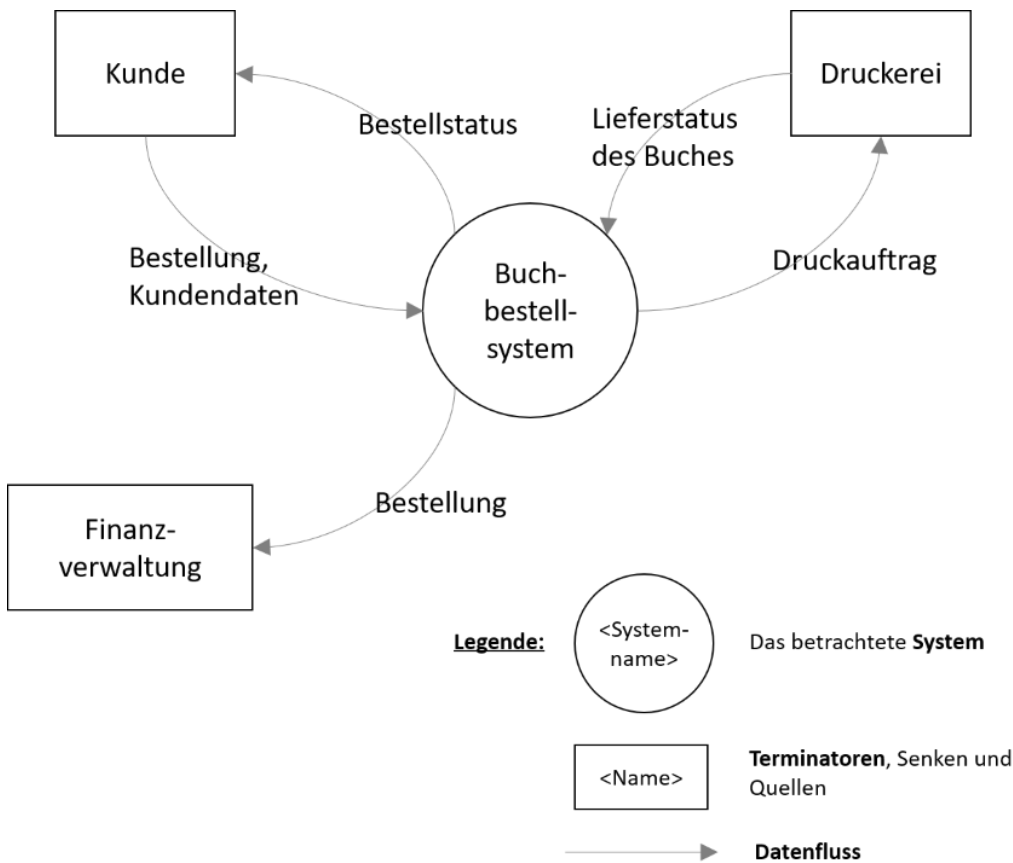 Kunde
Druckerei
Bestellstatus
Lieferstatus
des Buches
Bestellung,
Kundendaten
Buch-
bestell-
system
Druckauftrag
Bestellung
Finanz-
verwaltung
Legende:
<System-
name>
Das betrachtete System
<Name>
Terminatoren, Senken und
Quellen
Datenfluss